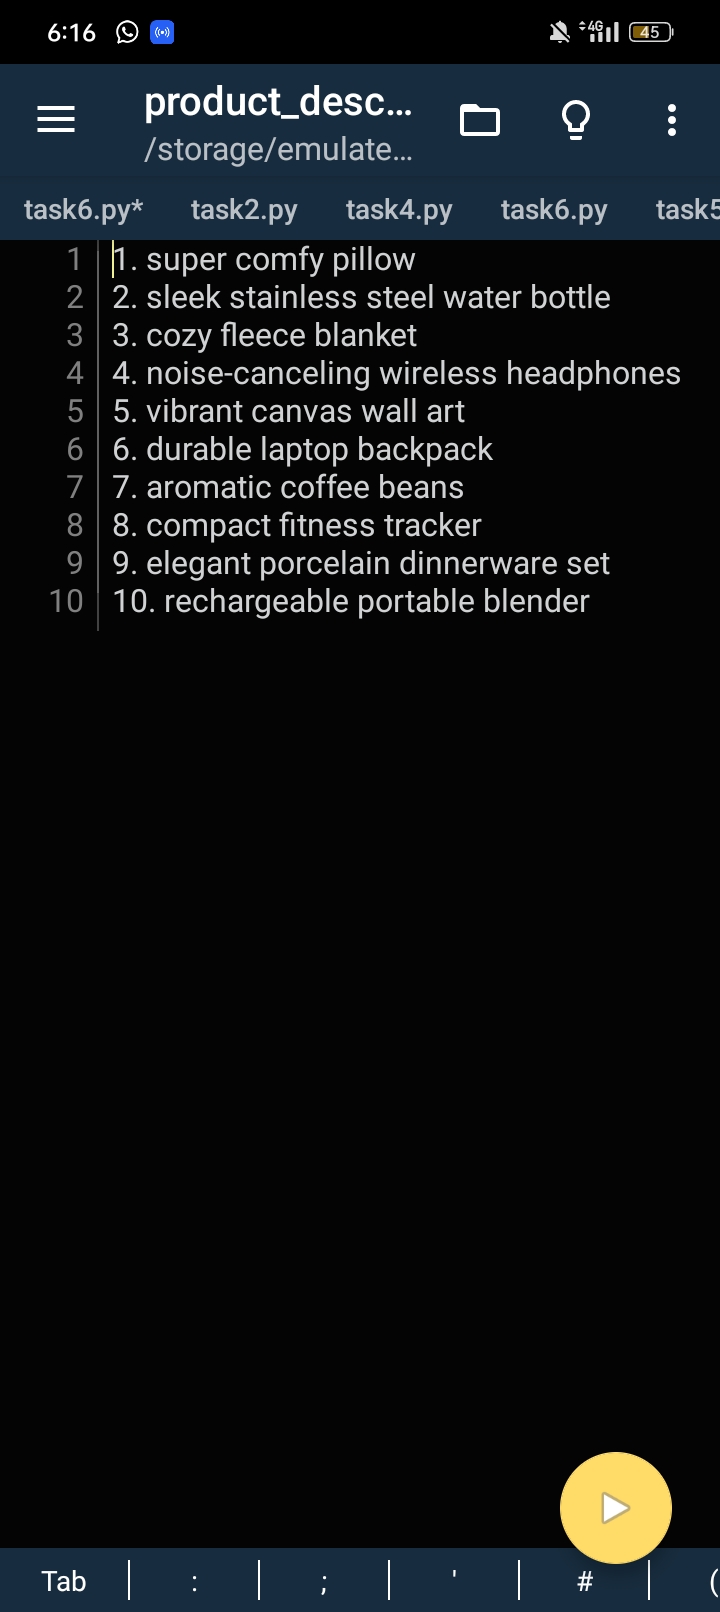 6:16
4G
45
product_desc...
/storage/emulate...
task6.py*
task2.py
task4.py
task6.py
task5
1 1. super comfy pillow
2 2. sleek stainless steel water bottle
3 3. cozy fleece blanket
4 4. noise-canceling wireless headphones
5 5. vibrant canvas wall art
6 6. durable laptop backpack
7 7. aromatic coffee beans
8 8. compact fitness tracker
9 9. elegant porcelain dinnerware set
10 10. rechargeable portable blender
Tab : ; ' # (